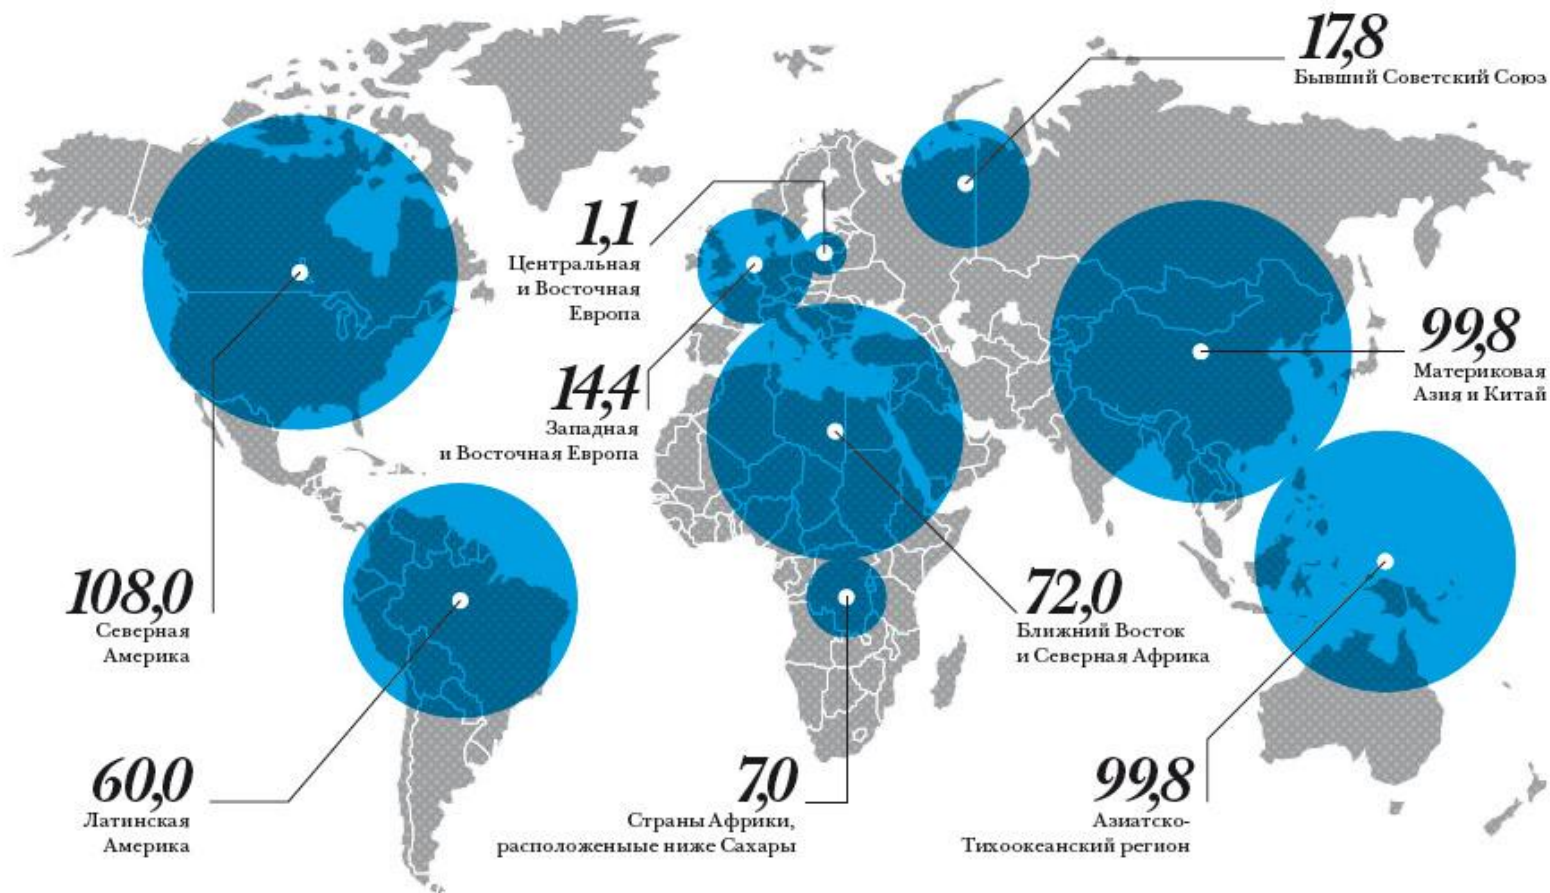 17,8
Бывший Советский Союз
1,1
Центральная
и Восточная
Европа
99,8
Материковая
Азия и Китай
14,4
Западная
и Восточная Европа
108,0
Северная
Америка
72,0
Ближний Восток
и Северная Африка
60,0
Латинская
Америка
7,0
Страны Африки,
расположеныые ниже Сахары
99,8
Азиатско-
Тихоокеанский регион